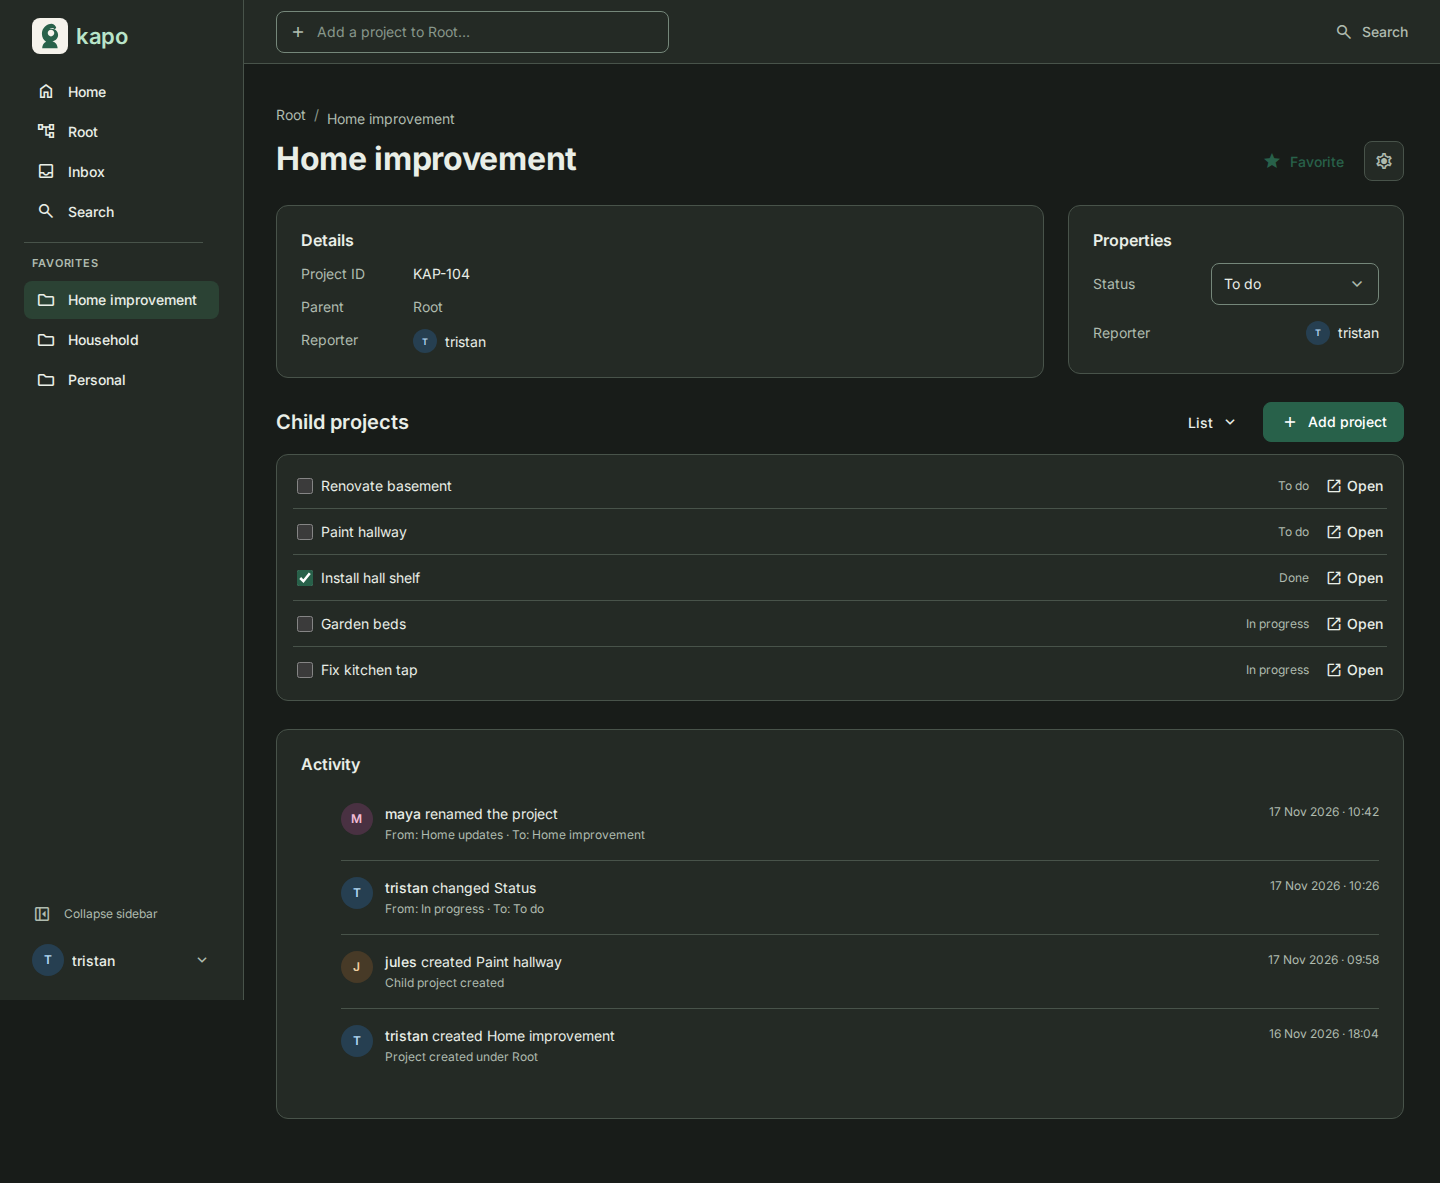 kapo
Add a project to Root...
Search
Home
Root
Inbox
Search
FAVORITES
Home improvement
Household
Personal
Collapse sidebar
T tristan
Root / Home improvement
Home improvement
Favorite
Details
Project ID KAP-104
Parent Root
Reporter T tristan
Properties
Status To do
Reporter T tristan
Child projects
List
Add project
Renovate basement To do Open
Paint hallway To do Open
Install hall shelf Done Open
Garden beds In progress Open
Fix kitchen tap In progress Open
Activity
M maya renamed the project 17 Nov 2026 · 10:42
From: Home updates · To: Home improvement
T tristan changed Status 17 Nov 2026 · 10:26
From: In progress · To: To do
J jules created Paint hallway 17 Nov 2026 · 09:58
Child project created
T tristan created Home improvement 16 Nov 2026 · 18:04
Project created under Root